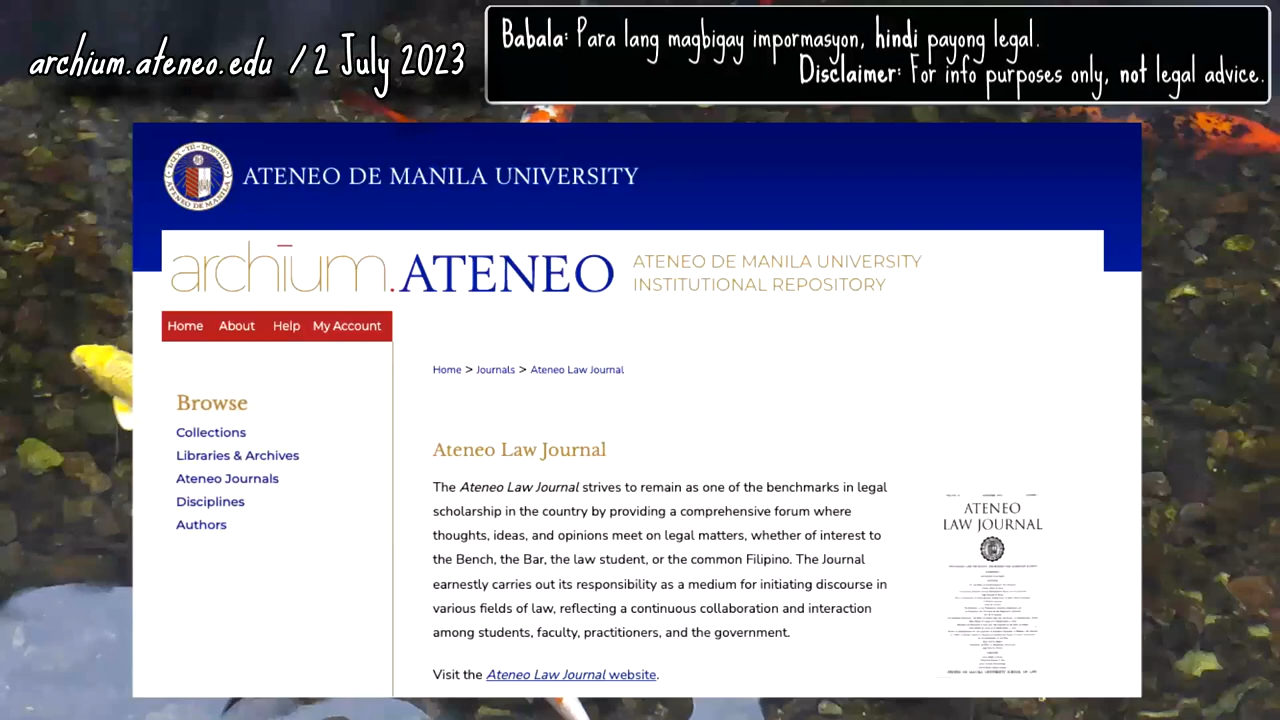 archium.ateneo.edu / 2 July 2023
Babala: Para lang magbigay impormasyon, hindi payong legal.
Disclaimer: For info purposes only, not legal advice.
ATENEO DE MANILA UNIVERSITY
archium.ATENEO
ATENEO DE MANILA UNIVERSITY
INSTITUTIONAL REPOSITORY
Home About Help My Account
Home > Journals > Ateneo Law Journal
Browse
Collections
Libraries & Archives
Ateneo Journals
Disciplines
Authors
Ateneo Law Journal
The Ateneo Law Journal strives to remain as one of the benchmarks in legal
scholarship in the country by providing a comprehensive forum where
thoughts, ideas, and opinions meet on legal matters, whether of interest to
the Bench, the Bar, the law student, or the common Filipino. The Journal
earnestly carries out its responsibility as a medium for initiating discourse in
various fields of law, reflecting a continuous collaboration and interaction
among students, faculty, practitioners, and the government.
Visit the Ateneo Law Journal website.
ATENEO
LAW JOURNAL